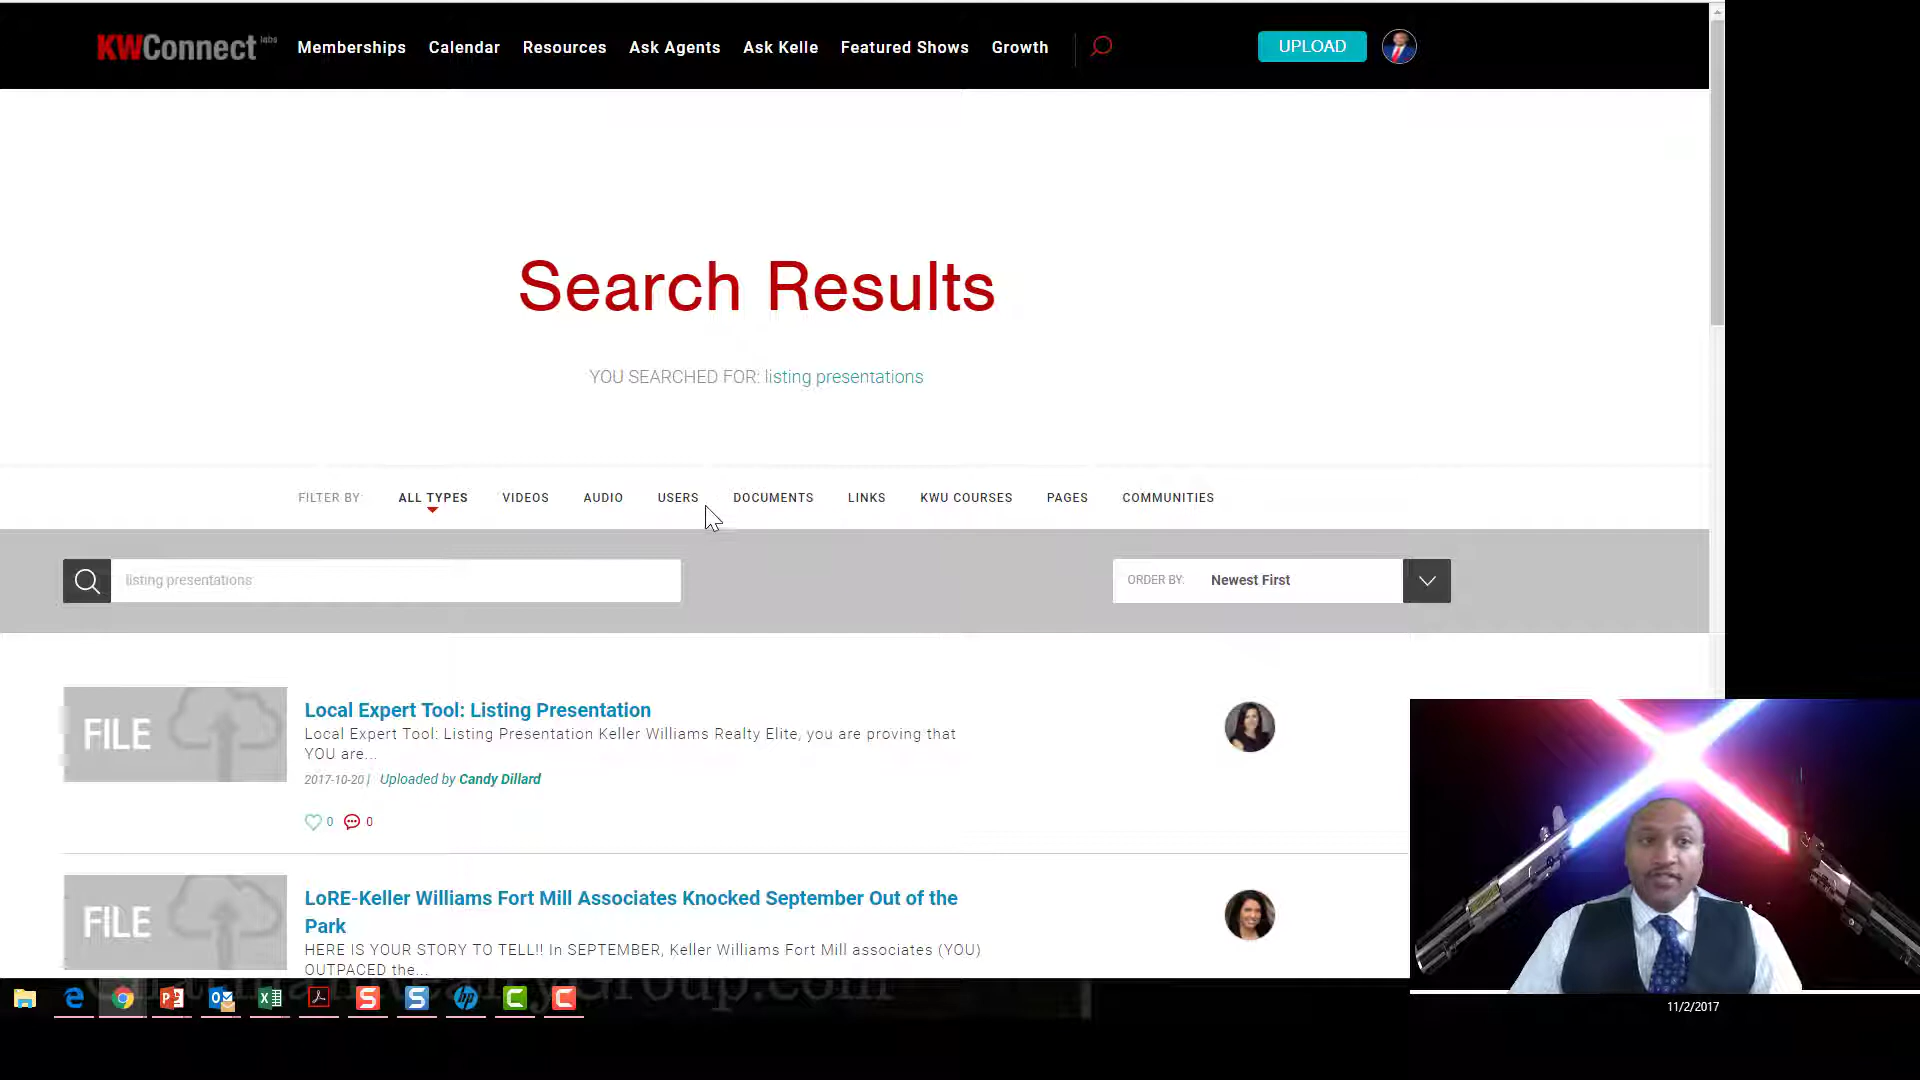 KWConnect labs Memberships Calendar Resources Ask Agents Ask Kelle Featured Shows Growth UPLOAD
Search Results
YOU SEARCHED FOR: listing presentations
FILTER BY: ALL TYPES VIDEOS AUDIO USERS DOCUMENTS LINKS KWU COURSES PAGES COMMUNITIES
listing presentations ORDER BY: Newest First
FILE
Local Expert Tool: Listing Presentation
Local Expert Tool: Listing Presentation Keller Williams Realty Elite, you are proving that
YOU are...
2017-10-20 | Uploaded by Candy Dillard
0 0
FILE
LoRE-Keller Williams Fort Mill Associates Knocked September Out of the
Park
HERE IS YOUR STORY TO TELL!! In SEPTEMBER, Keller Williams Fort Mill associates (YOU)
OUTPACED the...
11/2/2017